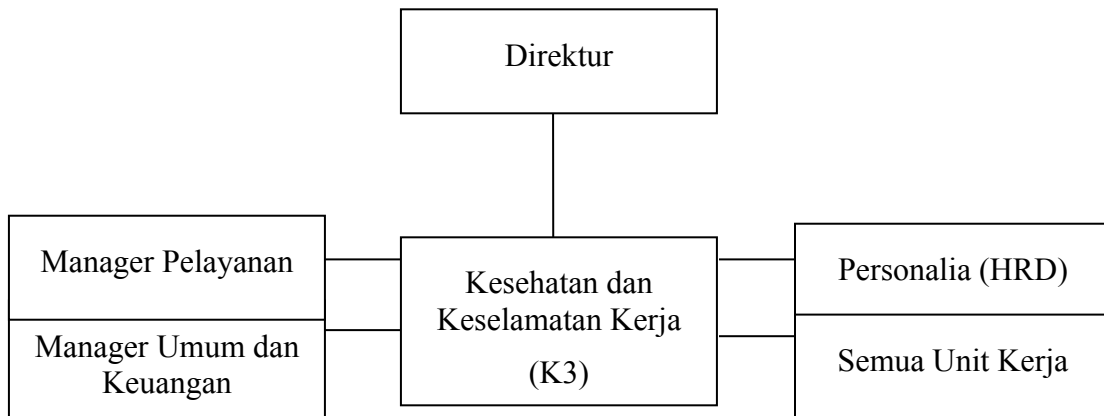 Direktur
Manager Pelayanan
Manager Umum dan
Keuangan
Kesehatan dan
Keselamatan Kerja
(K3)
Personalia (HRD)
Semua Unit Kerja